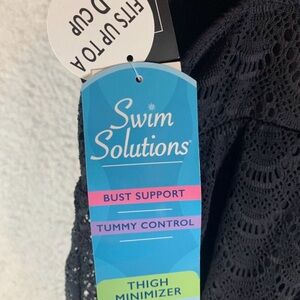 FITS UP TO A
D CUP
Swim
Solutions
BUST SUPPORT
TUMMY CONTROL
THIGH
MINIMIZER